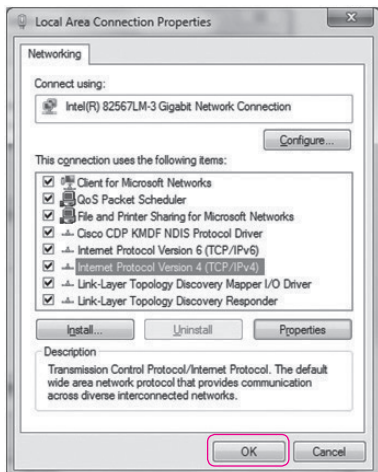 Local Area Connection Properties
Networking
Connect using:
Intel(R) 82567LM-3 Gigabit Network Connection
Configure...
This connection uses the following items:
Client for Microsoft Networks
QoS Packet Scheduler
File and Printer Sharing for Microsoft Networks
Cisco CDP KMDF NDIS Protocol Driver
Internet Protocol Version 6 (TCP/IPv6)
Internet Protocol Version 4 (TCP/IPv4)
Link-Layer Topology Discovery Mapper I/O Driver
Link-Layer Topology Discovery Responder
Install... Uninstall Properties
Description
Transmission Control Protocol/Internet Protocol. The default
wide area network protocol that provides communication
across diverse interconnected networks.
OK Cancel